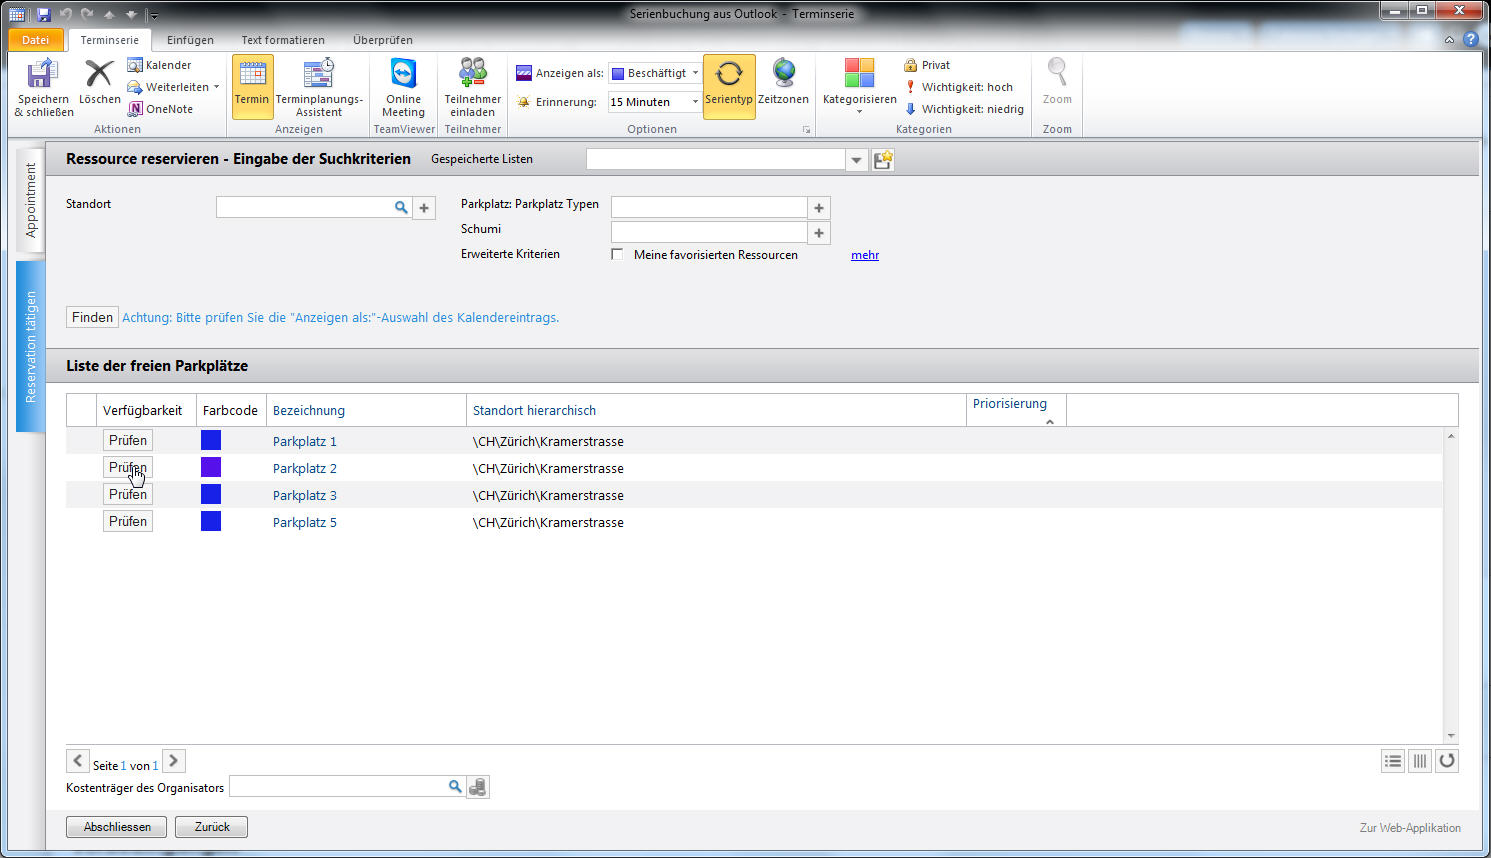 Serienbuchung aus Outlook - Terminserie
Datei Terminserie Einfügen Text formatieren Überprüfen
Speichern & schließen
Löschen
Kalender
Weiterleiten
OneNote
Aktionen
Termin
Terminplanungs-Assistent
Anzeigen
Online Meeting
TeamViewer
Teilnehmer einladen
Teilnehmer
Anzeigen als: Beschäftigt
Erinnerung: 15 Minuten
Serientyp
Zeitzonen
Optionen
Kategorisieren
Privat
Wichtigkeit: hoch
Wichtigkeit: niedrig
Kategorien
Zoom
Zoom
Appointment
Reservation tätigen
Ressource reservieren - Eingabe der Suchkriterien Gespeicherte Listen
Standort
Parkplatz: Parkplatz Typen
Schumi
Erweiterte Kriterien Meine favorisierten Ressourcen mehr
Finden Achtung: Bitte prüfen Sie die "Anzeigen als:"-Auswahl des Kalendereintrags.
Liste der freien Parkplätze
Verfügbarkeit Farbcode Bezeichnung Standort hierarchisch Priorisierung
Prüfen Parkplatz 1 \CH\Zürich\Kramerstrasse
Prüfen Parkplatz 2 \CH\Zürich\Kramerstrasse
Prüfen Parkplatz 3 \CH\Zürich\Kramerstrasse
Prüfen Parkplatz 5 \CH\Zürich\Kramerstrasse
Seite 1 von 1
Kostenträger des Organisators
Abschliessen Zurück Zur Web-Applikation